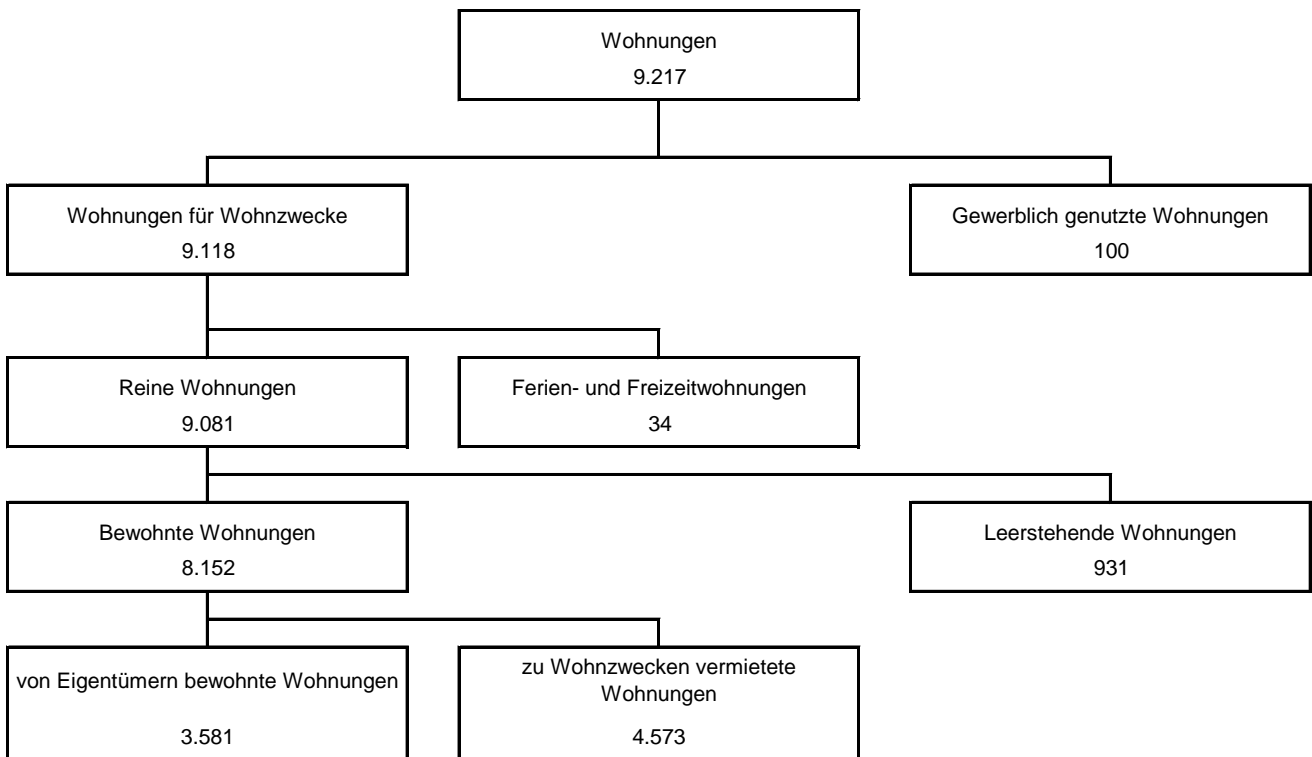 Wohnungen
9.217
Wohnungen für Wohnzwecke
9.118
Gewerblich genutzte Wohnungen
100
Reine Wohnungen
9.081
Ferien- und Freizeitwohnungen
34
Bewohnte Wohnungen
8.152
Leerstehende Wohnungen
931
von Eigentümern bewohnte Wohnungen
3.581
zu Wohnzwecken vermietete
Wohnungen
4.573